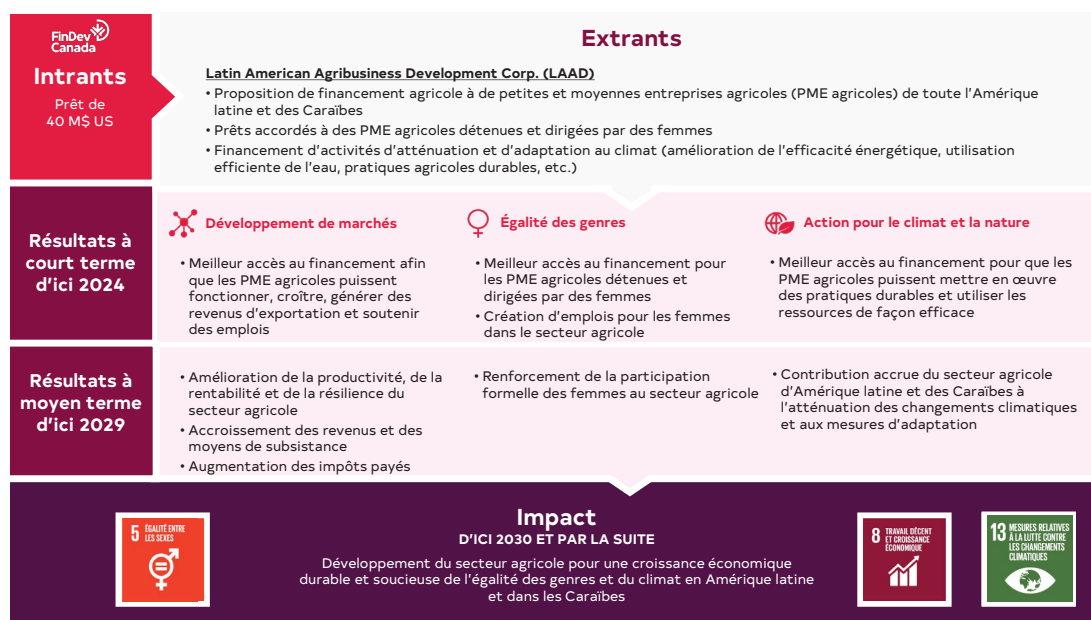 FinDev
Canada
Intrants
Prêt de
40 M$ US
Extrants
Latin American Agribusiness Development Corp. (LAAD)
• Proposition de financement agricole à de petites et moyennes entreprises agricoles (PME agricoles) de toute l'Amérique
latine et des Caraïbes
• Prêts accordés à des PME agricoles détenues et dirigées par des femmes
• Financement d'activités d'atténuation et d'adaptation au climat (amélioration de l'efficacité énergétique, utilisation
efficiente de l'eau, pratiques agricoles durables, etc.)
Résultats à
court terme
d'ici 2024
Développement de marchés
• Meilleur accès au financement afin
que les PME agricoles puissent
fonctionner, croître, générer des
revenus d'exportation et soutenir
des emplois
Égalité des genres
• Meilleur accès au financement pour
les PME agricoles détenues et
dirigées par des femmes
• Création d'emplois pour les femmes
dans le secteur agricole
Action pour le climat et la nature
• Meilleur accès au financement pour que les
PME agricoles puissent mettre en œuvre
des pratiques durables et utiliser les
ressources de façon efficace
Résultats à
moyen terme
d'ici 2029
• Amélioration de la productivité, de la
rentabilité et de la résilience du
secteur agricole
• Accroissement des revenus et des
moyens de subsistance
• Augmentation des impôts payés
• Renforcement de la participation
formelle des femmes au secteur agricole
• Contribution accrue du secteur agricole
d'Amérique latine et des Caraïbes à
l'atténuation des changements climatiques
et aux mesures d'adaptation
5 ÉGALITÉ ENTRE
LES SEXES
Impact
D'ICI 2030 ET PAR LA SUITE
Développement du secteur agricole pour une croissance économique
durable et soucieuse de l'égalité des genres et du climat en Amérique latine
et dans les Caraïbes
8 TRAVAIL DÉCENT
ET CROISSANCE
ÉCONOMIQUE
13 MESURES RELATIVES
À LA LUTTE CONTRE
LES CHANGEMENTS
CLIMATIQUES